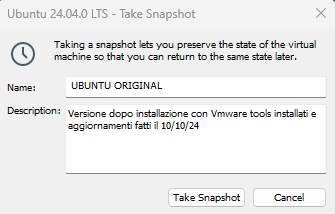 Ubuntu 24.04.0 LTS - Take Snapshot
Taking a snapshot lets you preserve the state of the virtual
machine so that you can return to the same state later.
Name:
UBUNTU ORIGINAL
Description:
Versione dopo installazione con Vmware tools installati e
aggiornamenti fatti il 10/10/24
Take Snapshot
Cancel